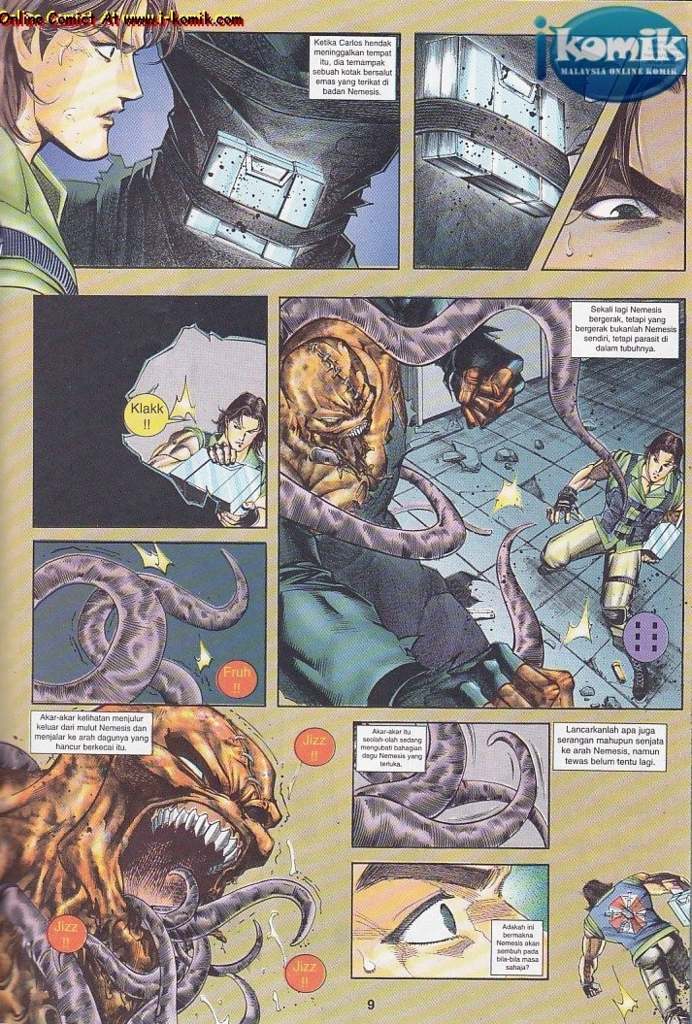 Online Comict At www.i-komik.com
i komik
MALAYSIA ONLINE KOMIK
Ketika Carlos hendak
meninggalkan tempat
itu, dia ternampak
sebuah kotak bersalut
emas yang terikat di
badan Nemesis.
Klakk
!!
Sekali lagi Nemesis
bergerak, tetapi yang
bergerak bukanlah Nemesis
sendiri, tetapi parasit di
dalam tubuhnya.
Fruh
!!
Akar-akar kelihatan menjulur
keluar dari mulut Nemesis dan
menjalar ke arah dagunya yang
hancur berkecai itu.
Jizz
!!
Jizz
!!
Jizz
!!
Akar-akar itu
seolah-olah sedang
mengubati bahagian
dagu Nemesis yang
terluka.
Lancarkanlah apa juga
serangan mahupun senjata
ke arah Nemesis, namun
tewas belum tentu lagi.
Adakah ini
bermakna
Nemesis akan
sembuh pada
bila-bila masa
sahaja?
9